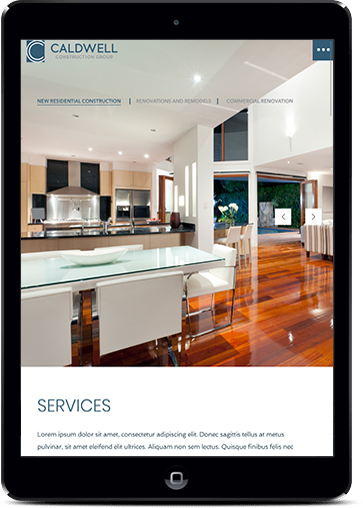 CALDWELL
CONSTRUCTION GROUP
NEW RESIDENTIAL CONSTRUCTION | RENOVATIONS AND REMODELS | COMMERCIAL RENOVATION
SERVICES
Lorem ipsum dolor sit amet, consectetur adipiscing elit. Donec sagittis tellus at metus
pulvinar, sit amet eleifend elit ultrices. Aliquam non sem lectus. Quisque finibus felis nec